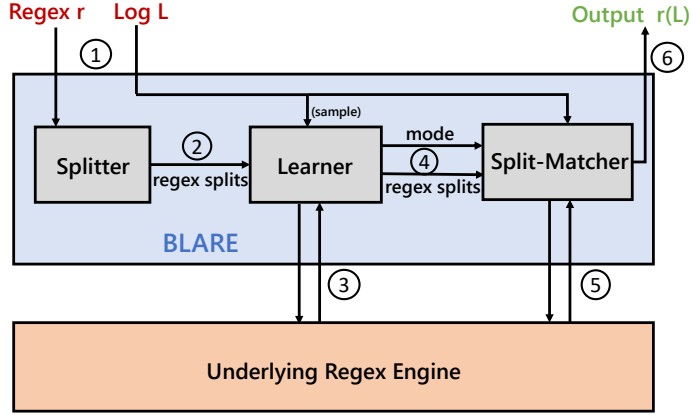 Regex r
Log L
Output r(L)
1
6
(sample)
Splitter
2
regex splits
Learner
mode
4
regex splits
Split-Matcher
BLARE
3
5
Underlying Regex Engine